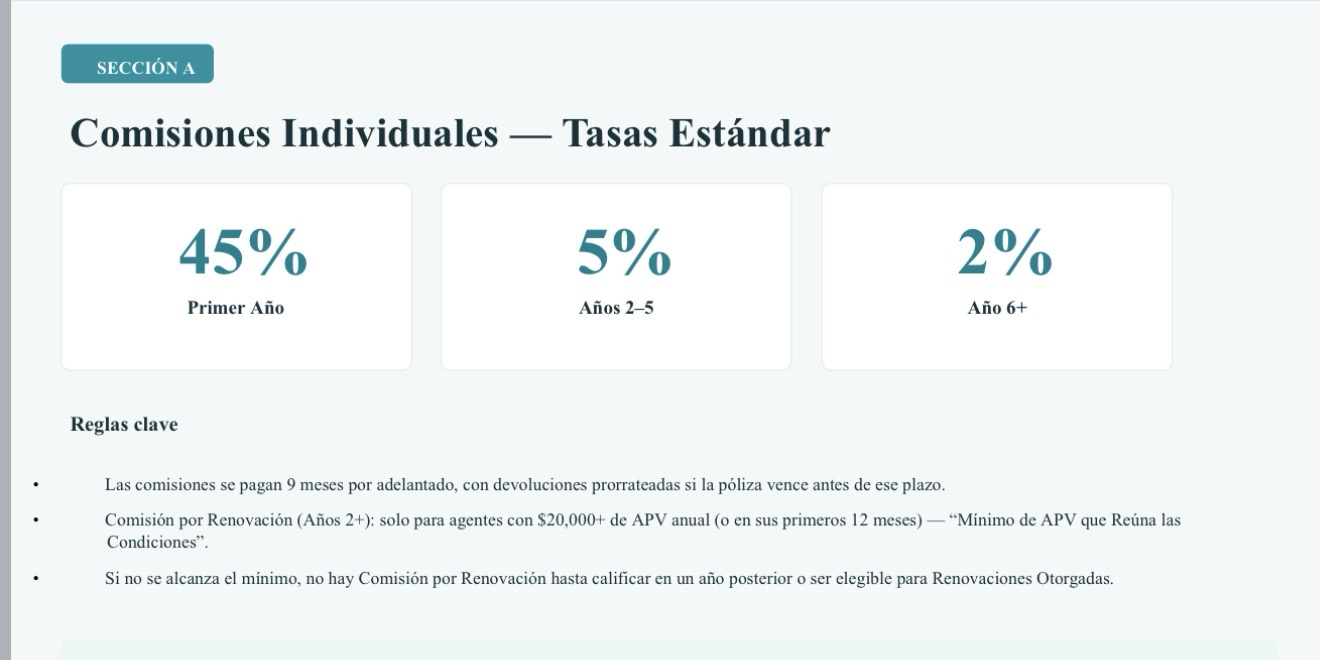 SECCIÓN A
Comisiones Individuales — Tasas Estándar
45%
Primer Año
5%
Años 2–5
2%
Año 6+
Reglas clave
• Las comisiones se pagan 9 meses por adelantado, con devoluciones prorrateadas si la póliza vence antes de ese plazo.
• Comisión por Renovación (Años 2+): solo para agentes con $20,000+ de APV anual (o en sus primeros 12 meses) — “Mínimo de APV que Reúna las
Condiciones”.
• Si no se alcanza el mínimo, no hay Comisión por Renovación hasta calificar en un año posterior o ser elegible para Renovaciones Otorgadas.